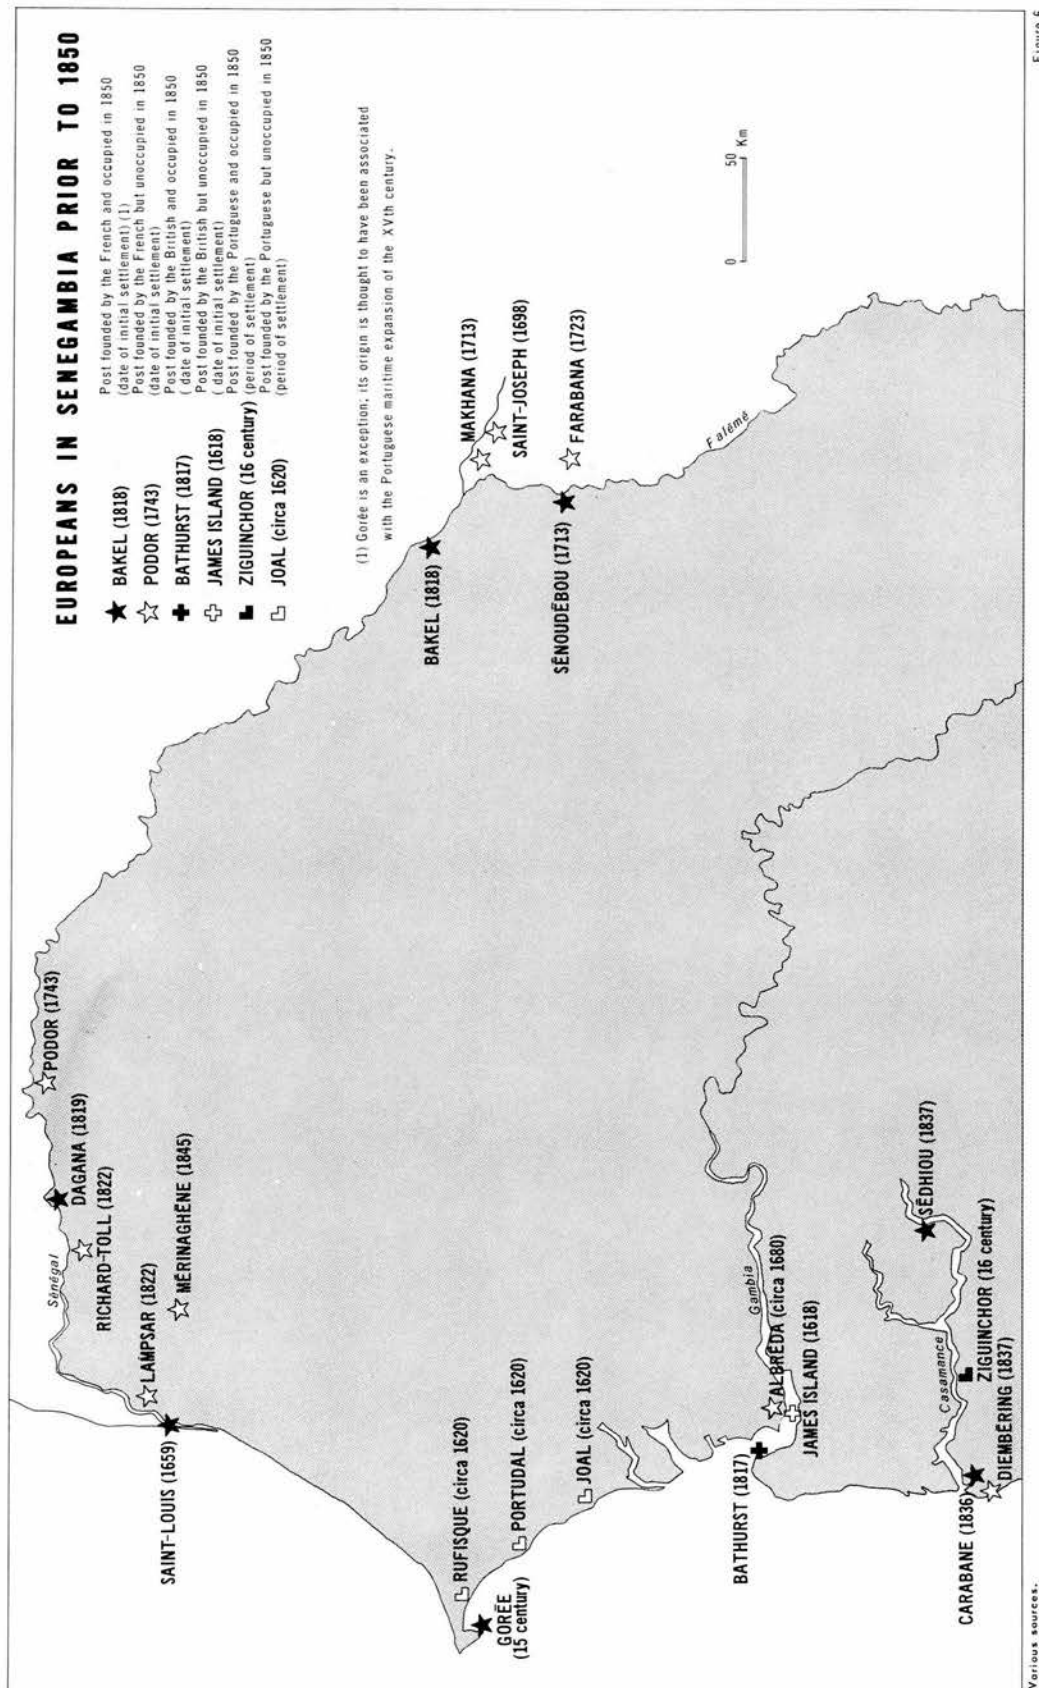 EUROPEANS IN SENEGAMBIA PRIOR TO 1850
BAKEL (1818)
Post founded by the French and occupied in 1850
(date of initial settlement) (1)
PODOR (1743)
Post founded by the French but unoccupied in 1850
(date of initial settlement)
BATHURST (1817)
Post founded by the British and occupied in 1850
( date of initial settlement)
JAMES ISLAND (1618)
Post founded by the British but unoccupied in 1850
( date of initial settlement)
ZIGUINCHOR (16 century)
Post founded by the Portuguese and occupied in 1850
(period of settlement)
JOAL (circa 1620)
Post founded by the Portuguese but unoccupied in 1850
(period of settlement)
(1) Gorée is an exception; its origin is thought to have been associated
with the Portuguese maritime expansion of the XVth century.
PODOR (1743)
DAGANA (1819)
Sénégal
RICHARD-TOLL (1822)
LAMPSAR (1822)
MÉRINAGHÈNE (1845)
SAINT-LOUIS (1659)
BAKEL (1818)
MAKHANA (1713)
SAINT-JOSEPH (1698)
SÉNOUDÉBOU (1713)
FARABANA (1723)
Falémé
RUFISQUE (circa 1620)
GORÉE
(15 century)
PORTUDAL (circa 1620)
JOAL (circa 1620)
0 50 Km
Gambia
ALBRÉDA (circa 1680)
BATHURST (1817)
JAMES ISLAND (1618)
SÉDHIOU (1837)
Casamance
ZIGUINCHOR (16 century)
CARABANE (1836)
DIEMBÉRING (1837)
Various sources.
Figure 6